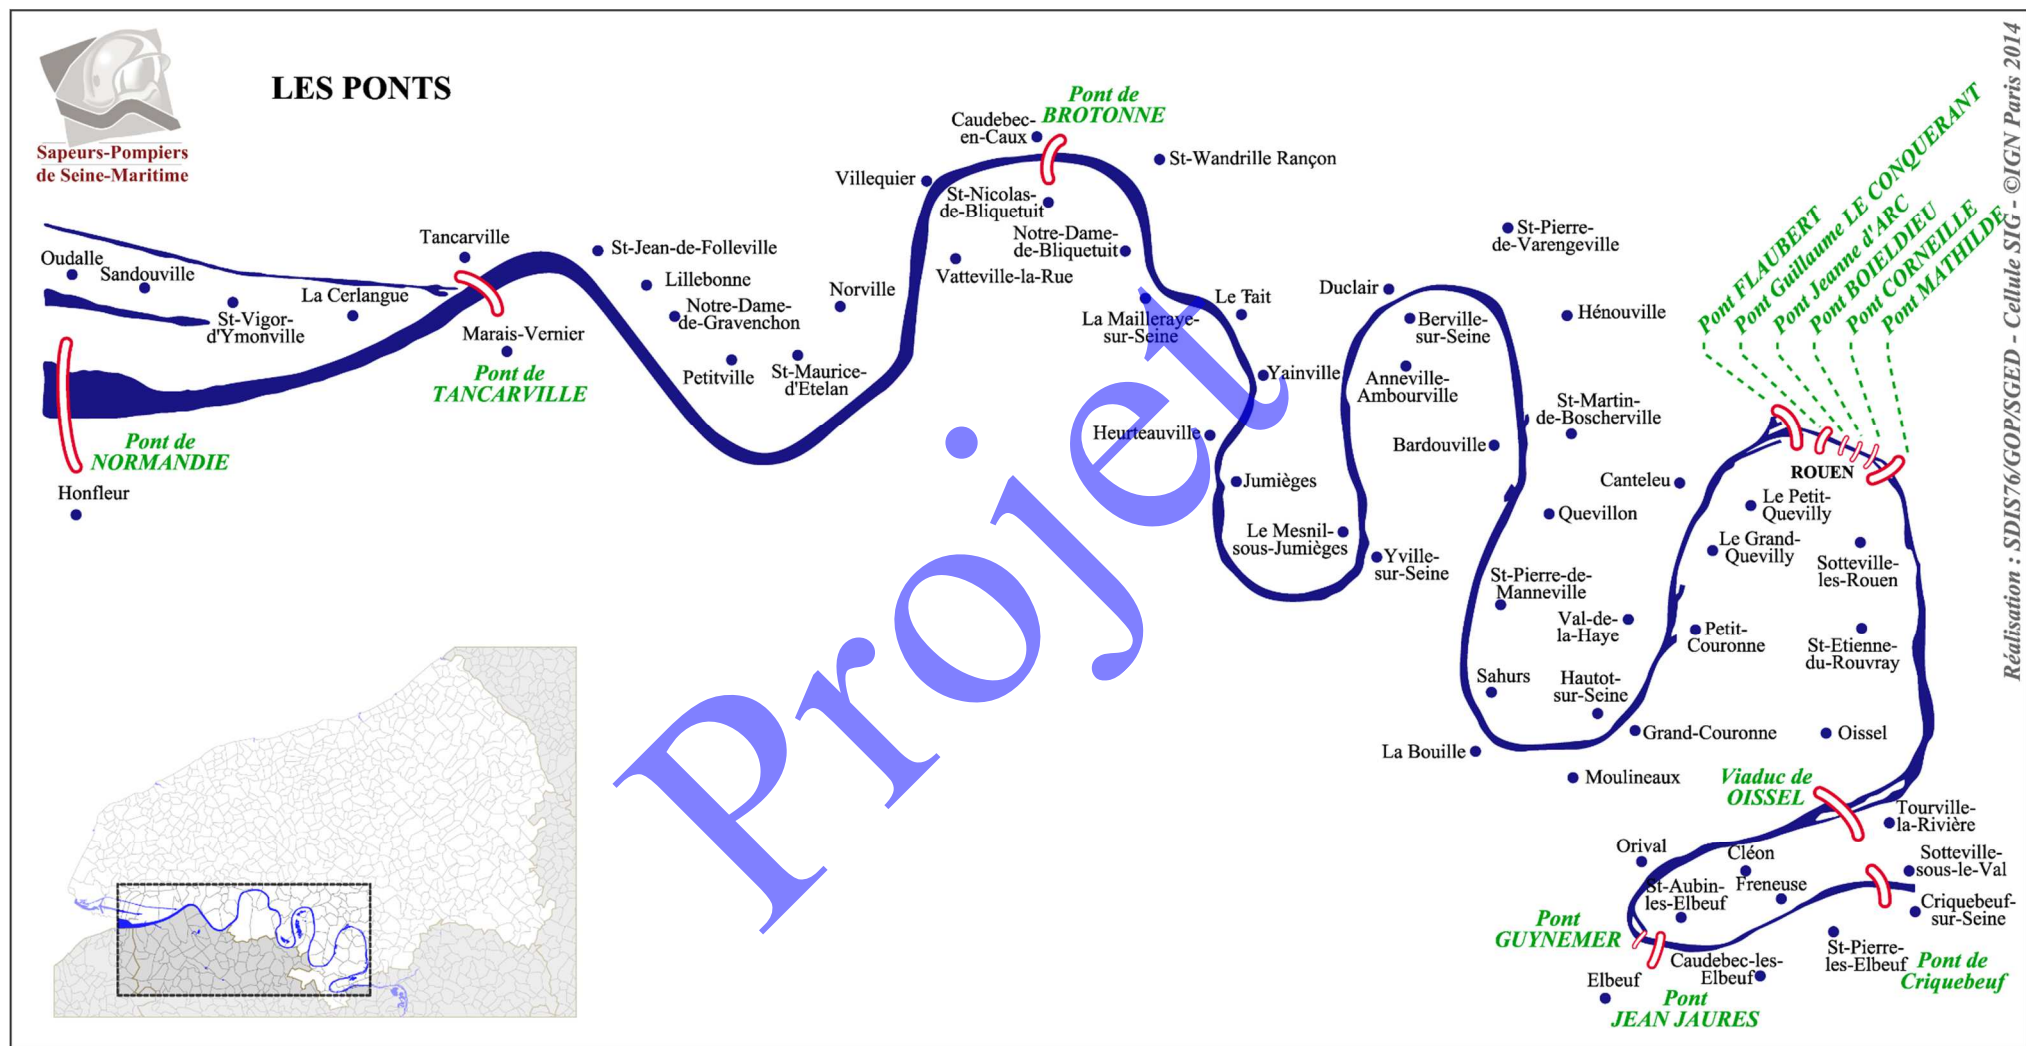 LES PONTS
Sapeurs-Pompiers
de Seine-Maritime
Réalisation : SDIS76/GOP/SGED - Cellule SIG - ©IGN Paris 2014
Projet
Oudalle
Sandouville
St-Vigor-
d'Ymonville
La Cerlangue
Tancarville
Marais-Vernier
Pont de
TANCARVILLE
Pont de
NORMANDIE
Honfleur
St-Jean-de-Folleville
Lillebonne
Notre-Dame-
de-Gravenchon
Petitville
St-Maurice-
d'Etelan
Norville
Villequier
Caudebec-
en-Caux
Pont de
BROTONNE
St-Wandrille Rançon
St-Nicolas-
de-Bliquetuit
Notre-Dame-
de-Bliquetuit
Vatteville-la-Rue
La Mailleraye-
sur-Seine
Le Tait
Yainville
Heurteauville
Jumièges
Le Mesnil-
sous-Jumièges
Yville-
sur-Seine
Duclair
Berville-
sur-Seine
Anneville-
Ambourville
Bardouville
St-Pierre-
de-Varengeville
Hénouville
St-Martin-
de-Boscherville
Canteleu
Quevillon
St-Pierre-de-
Manneville
Val-de-
la-Haye
Sahurs
Hautot-
sur-Seine
La Bouille
Moulineaux
Grand-Couronne
Petit-
Couronne
Le Grand-
Quevilly
Le Petit-
Quevilly
ROUEN
Pont FLAUBERT
Pont Guillaume LE CONQUERANT
Pont Jeanne d'ARC
Pont BOIELDIEU
Pont CORNEILLE
Pont MATHILDE
Sotteville-
les-Rouen
St-Etienne-
du-Rouvray
Oissel
Viaduc de
OISSEL
Tourville-
la-Rivière
Orival
Cléon
Freneuse
St-Aubin-
les-Elbeuf
Sotteville-
sous-le-Val
Criquebeuf-
sur-Seine
St-Pierre-
les-Elbeuf
Pont de
Criquebeuf
Pont
GUYNEMER
Caudebec-les-
Elbeuf
Elbeuf
Pont
JEAN JAURES